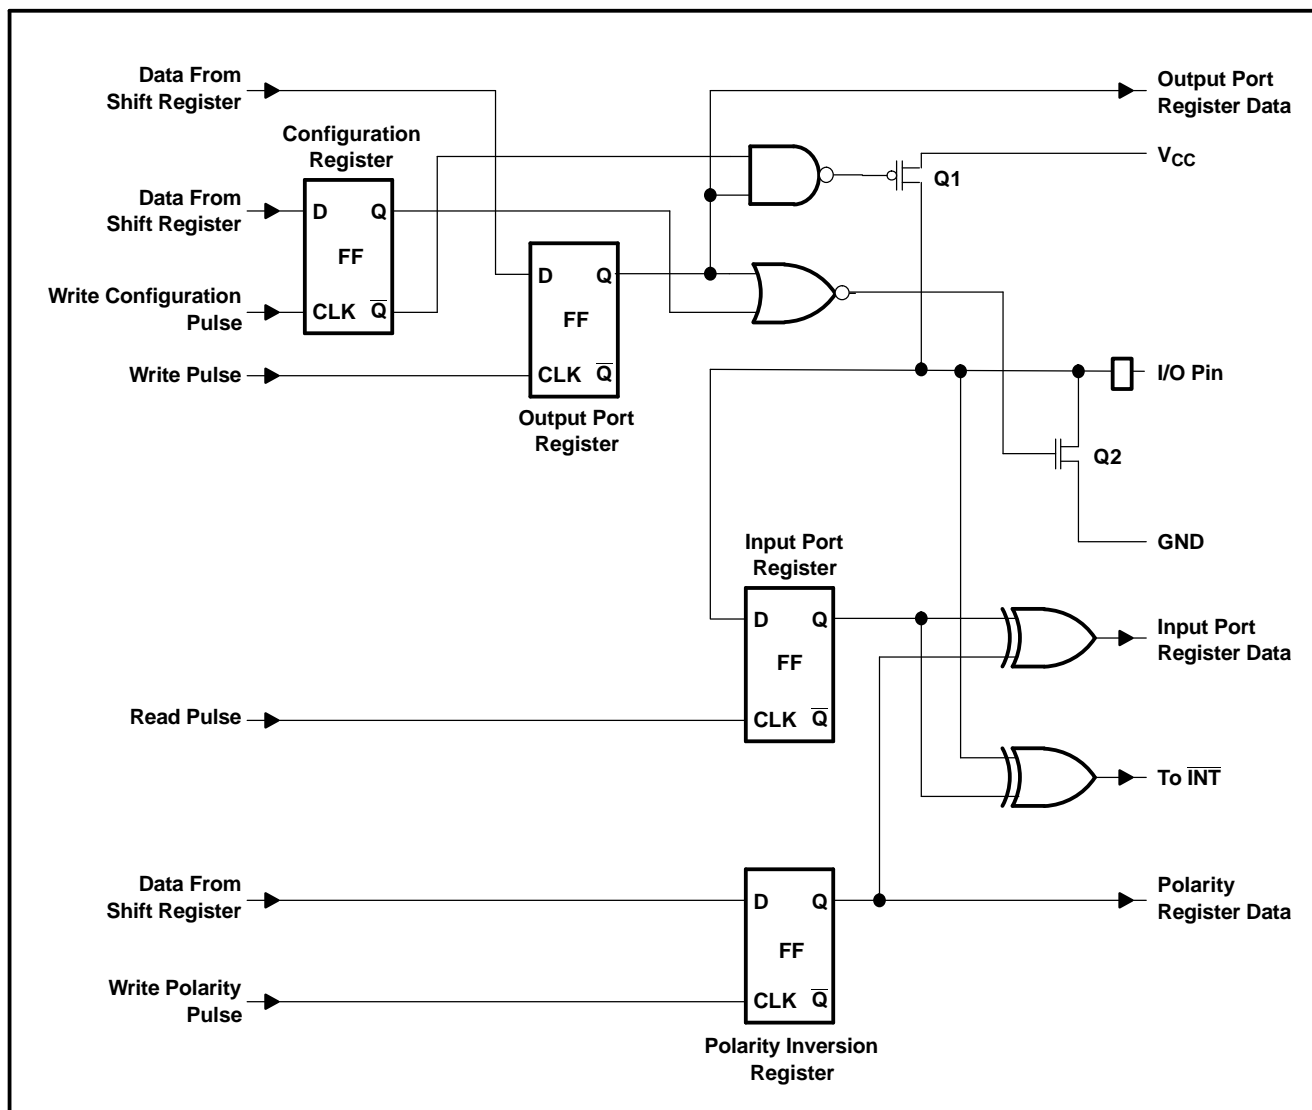 Data From
Shift Register
Output Port
Register Data
Configuration
Register
V_CC
Q1
Data From
Shift Register
D Q
FF
CLK Q̅
D Q
FF
CLK Q̅
Write Configuration
Pulse
Write Pulse
I/O Pin
Output Port
Register
Q2
GND
Input Port
Register
D Q
FF
CLK Q̅
Input Port
Register Data
Read Pulse
To I̅N̅T̅
Data From
Shift Register
D Q
FF
CLK Q̅
Polarity
Register Data
Write Polarity
Pulse
Polarity Inversion
Register